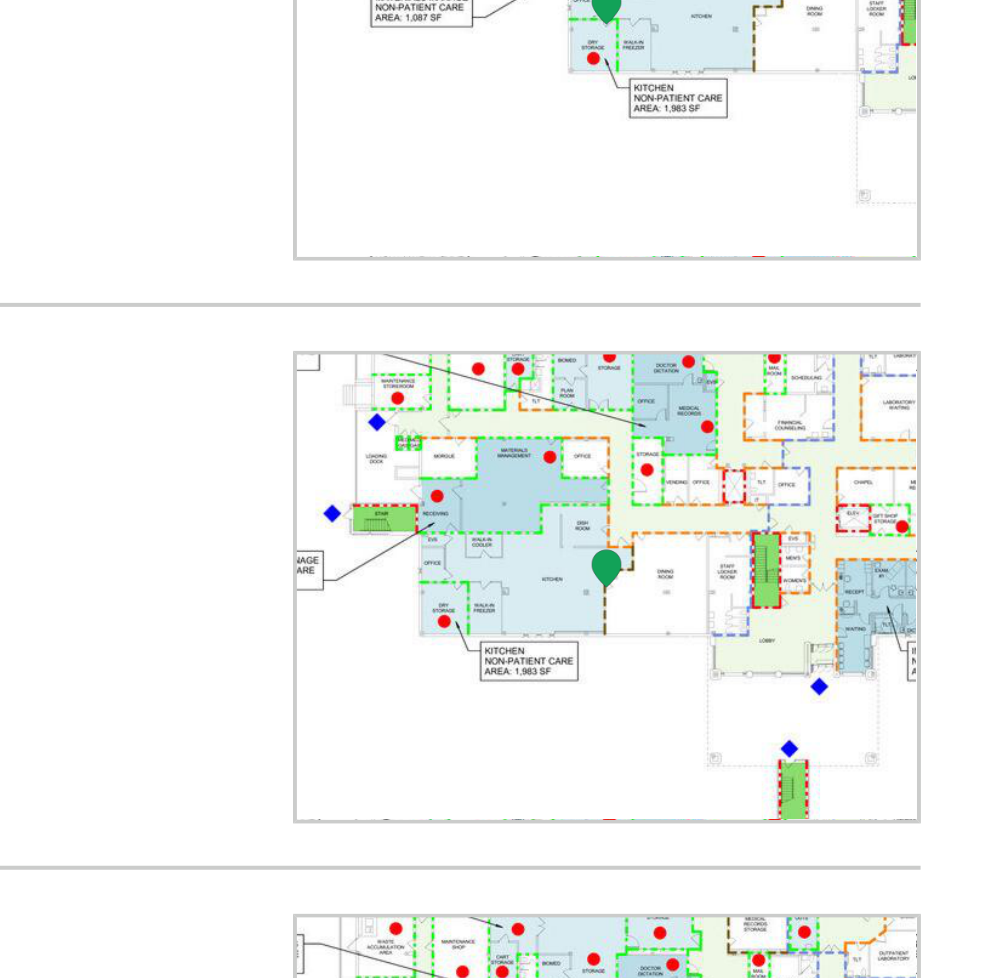 NON-PATIENT CARE
AREA: 1,087 SF
OFFICE
KITCHEN
DINING
ROOM
STAFF
LOCKER
ROOM
DRY
STORAGE
WALK-IN
FREEZER
KITCHEN
NON-PATIENT CARE
AREA: 1,983 SF
STORAGE
BIOMED
STORAGE
DOCTOR
DICTATION
MAIL
ROOM
SCHEDULING
TLT
MAINTENANCE
STOREROOM
PLAN
ROOM
TLT
OFFICE
EVS
MEDICAL
RECORDS
LABORATORY
WAITING
FINANCIAL
COUNSELING
LOADING
DOCK
MORGUE
MATERIALS
MANAGEMENT
OFFICE
STORAGE
VENDING
OFFICE
TLT
OFFICE
CHAPEL
STAIR
RECEIVING
DISH
ROOM
ELEV
GIFT SHOP
STORAGE
EVS
WALK-IN
COOLER
EVS
MEN'S
WOMEN'S
OFFICE
KITCHEN
DINING
ROOM
STAFF
LOCKER
ROOM
EXAM
#1
RECEPT
NAGE
ARE
DRY
STORAGE
WALK-IN
FREEZER
WAITING
TLT
LOBBY
KITCHEN
NON-PATIENT CARE
AREA: 1,983 SF
WASTE
ACCUMULATION
AREA
MAINTENANCE
SHOP
MEDICAL
RECORDS
STORAGE
CART
STORAGE
BIOMED
STORAGE
DOCTOR
DICTATION
MAIL
ROOM
TLT
OUTPATIENT
LABORATORY